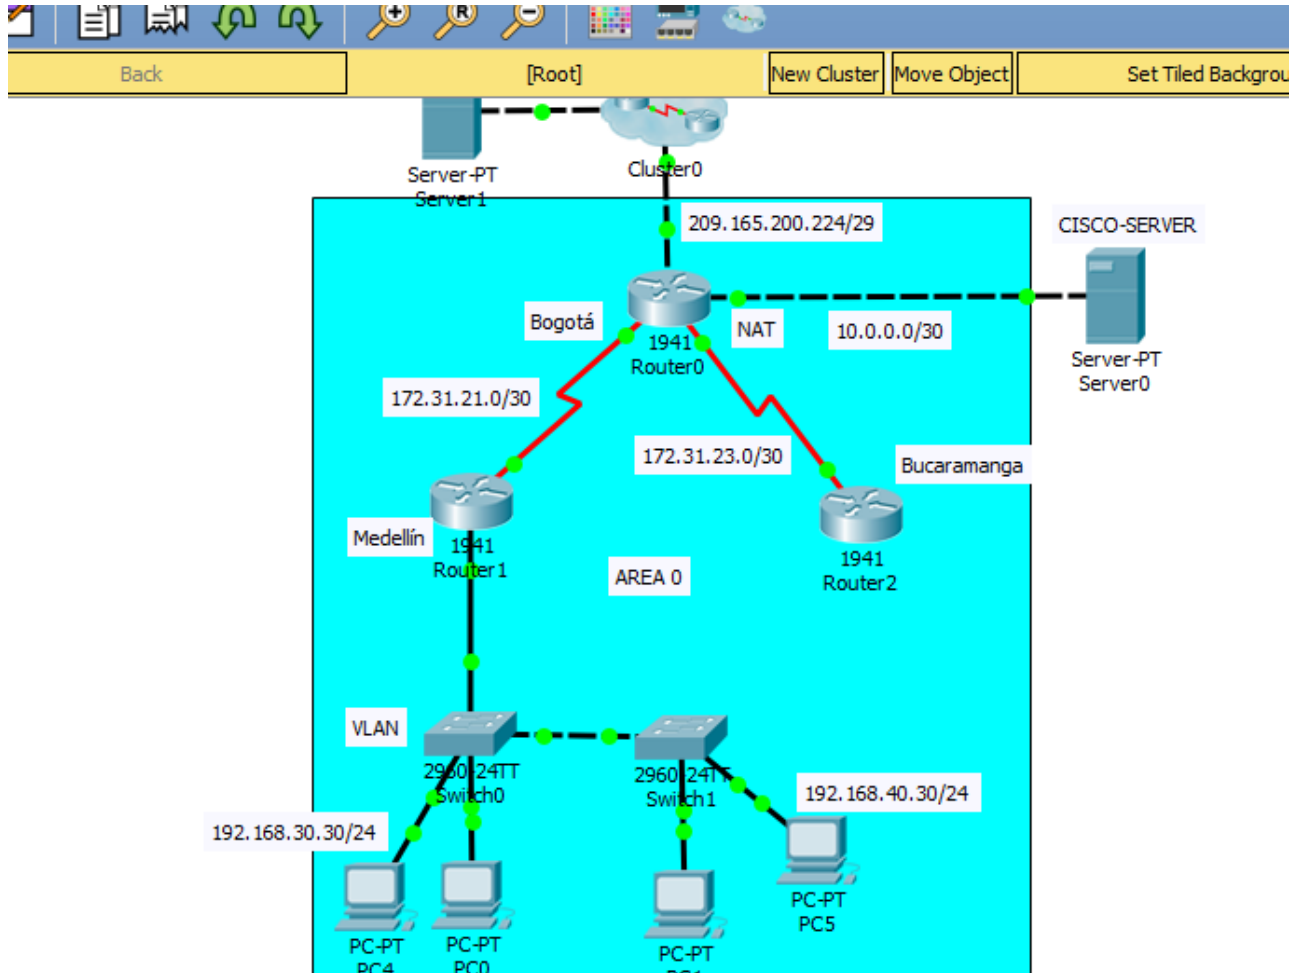 Back
[Root]
New Cluster
Move Object
Set Tiled Backgrou
Server-PT
Server1
Cluster0
209.165.200.224/29
CISCO-SERVER
Bogotá
1941
Router0
NAT
10.0.0.0/30
Server-PT
Server0
172.31.21.0/30
172.31.23.0/30
Bucaramanga
Medellín
1941
Router1
AREA 0
1941
Router2
VLAN
2960-24TT
Switch0
2960-24TT
Switch1
192.168.40.30/24
192.168.30.30/24
PC-PT
PC5
PC-PT
PC4
PC-PT
PC0
PC-PT